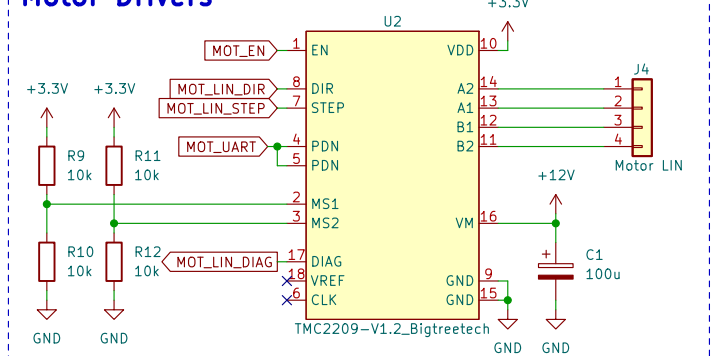 Motor Drivers
+3.3V
U2
MOT_EN
1
EN
VDD
10
J4
+3.3V
+3.3V
MOT_LIN_DIR
8
DIR
A2
14
1
MOT_LIN_STEP
7
STEP
A1
13
2
B1
12
3
MOT_UART
4
PDN
B2
11
4
R9
10k
R11
10k
5
PDN
Motor LIN
+12V
2
MS1
3
MS2
VM
16
R10
10k
R12
10k
MOT_LIN_DIAG
17
DIAG
+
C1
100u
18
VREF
GND
9
6
CLK
GND
15
TMC2209-V1.2_Bigtreetech
GND
GND
GND
GND